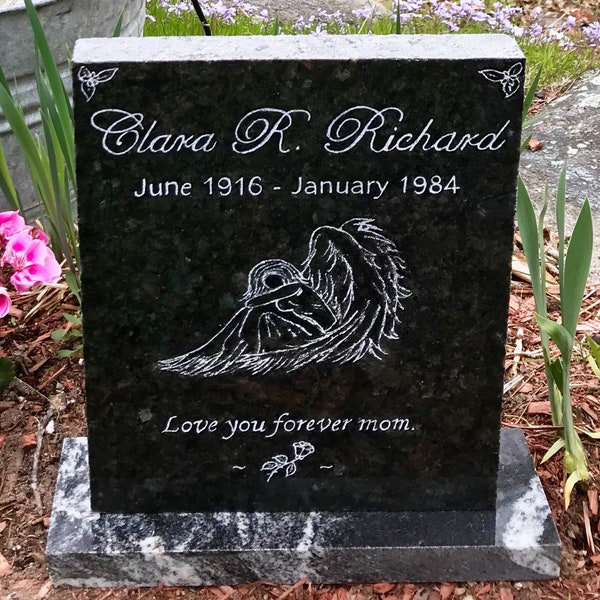 Clara R. Richard
June 1916 - January 1984
Love you forever mom.
~ ~